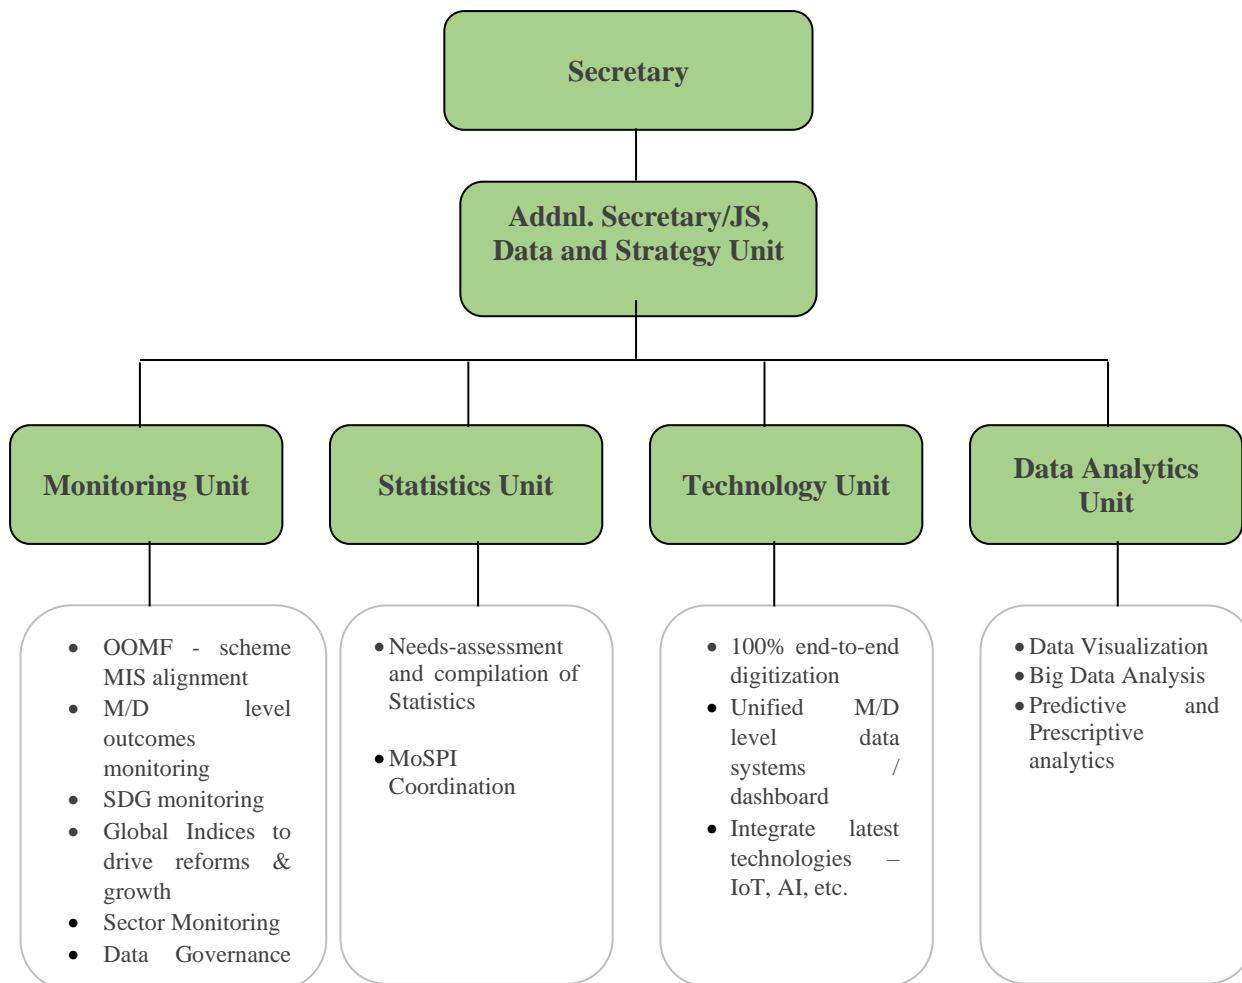 Secretary
Addnl. Secretary/JS,
Data and Strategy Unit
Monitoring Unit
Statistics Unit
Technology Unit
Data Analytics
Unit
• OOMF - scheme
MIS alignment
• M/D level
outcomes
monitoring
• SDG monitoring
• Global Indices to
drive reforms &
growth
• Sector Monitoring
• Data Governance
• Needs-assessment
and compilation of
Statistics
• MoSPI
Coordination
• 100% end-to-end
digitization
• Unified M/D
level data
systems /
dashboard
• Integrate latest
technologies –
IoT, AI, etc.
• Data Visualization
• Big Data Analysis
• Predictive and
Prescriptive
analytics